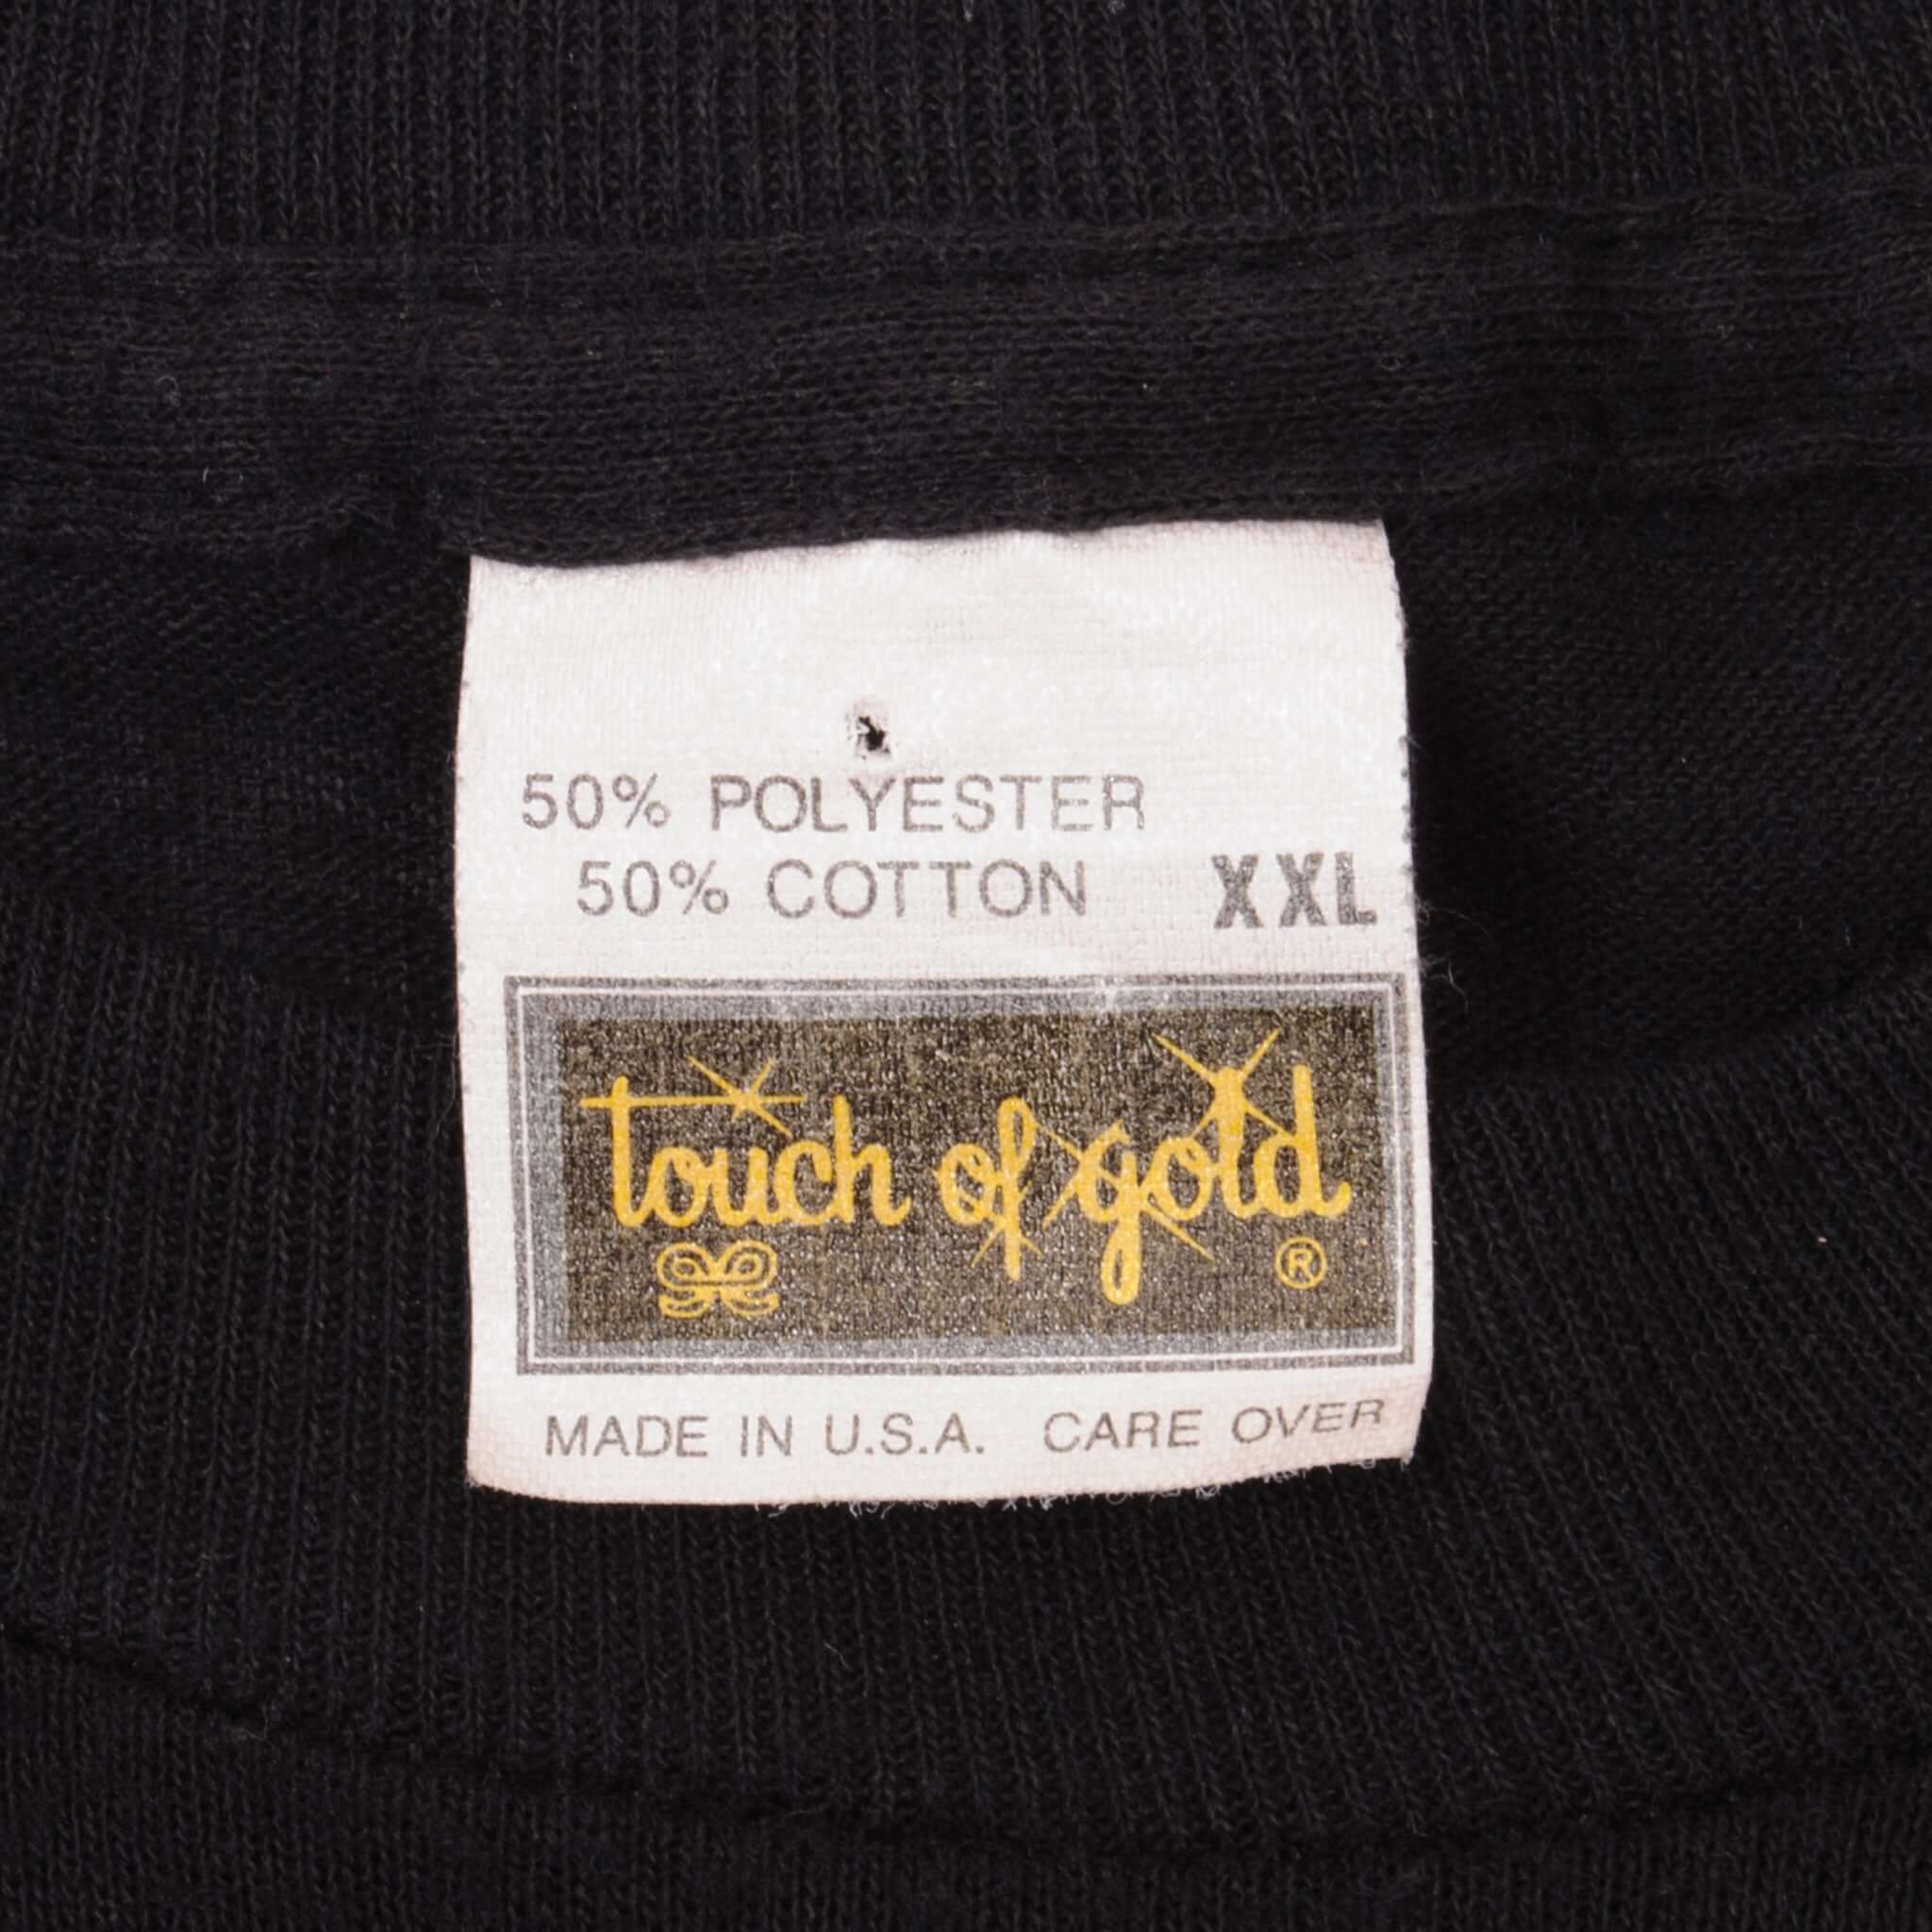 50% POLYESTER
50% COTTON XXL
touch of gold
®
MADE IN U.S.A. CARE OVER